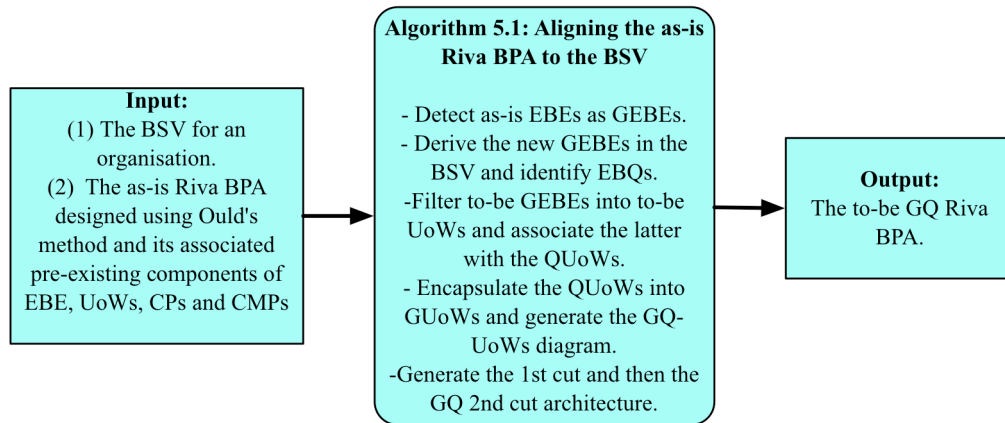 Input:
(1) The BSV for an
organisation.
(2) The as-is Riva BPA
designed using Ould's
method and its associated
pre-existing components of
EBE, UoWs, CPs and CMPs
Algorithm 5.1: Aligning the as-is
Riva BPA to the BSV
- Detect as-is EBEs as GEBEs.
- Derive the new GEBEs in the
BSV and identify EBQs.
-Filter to-be GEBEs into to-be
UoWs and associate the latter
with the QUoWs.
- Encapsulate the QUoWs into
GUoWs and generate the GQ-
UoWs diagram.
-Generate the 1st cut and then the
GQ 2nd cut architecture.
Output:
The to-be GQ Riva
BPA.